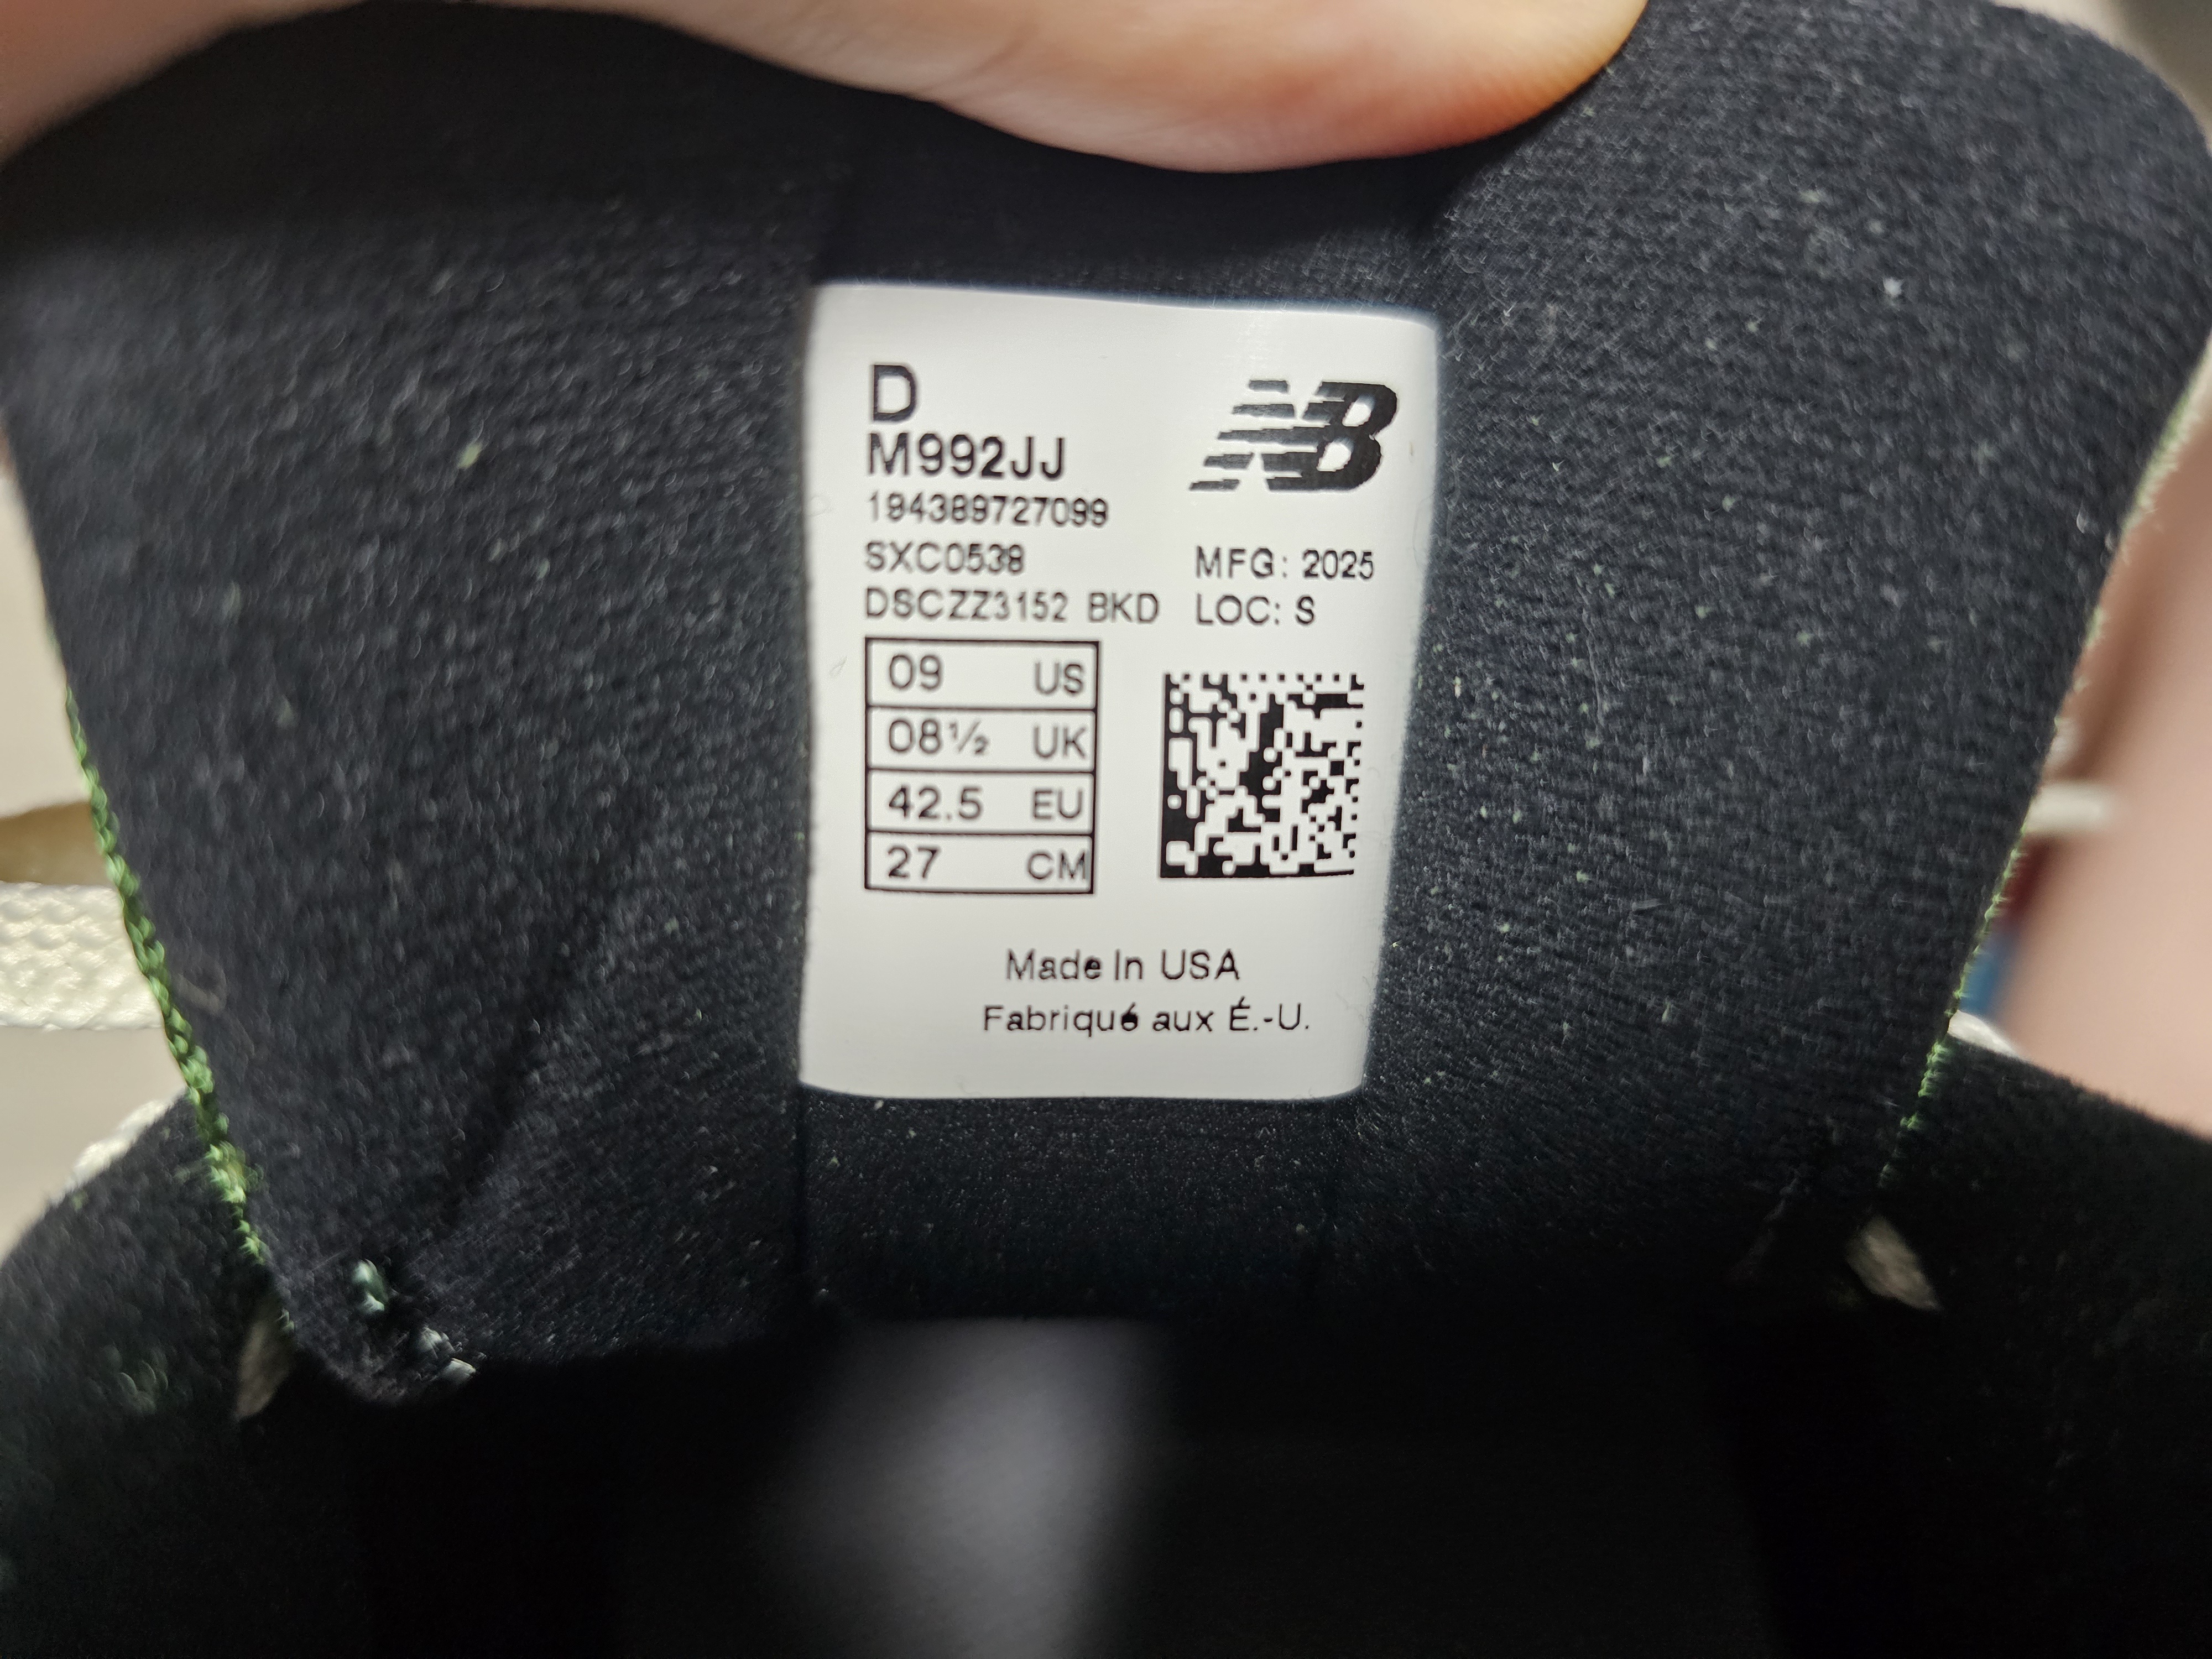 D
NB
M992JJ
194389727099
SXC0538 MFG: 2025
DSCZZ3152 BKD LOC: S
09 US
08½ UK
42.5 EU
27 CM
Made In USA
Fabriqué aux É.-U.